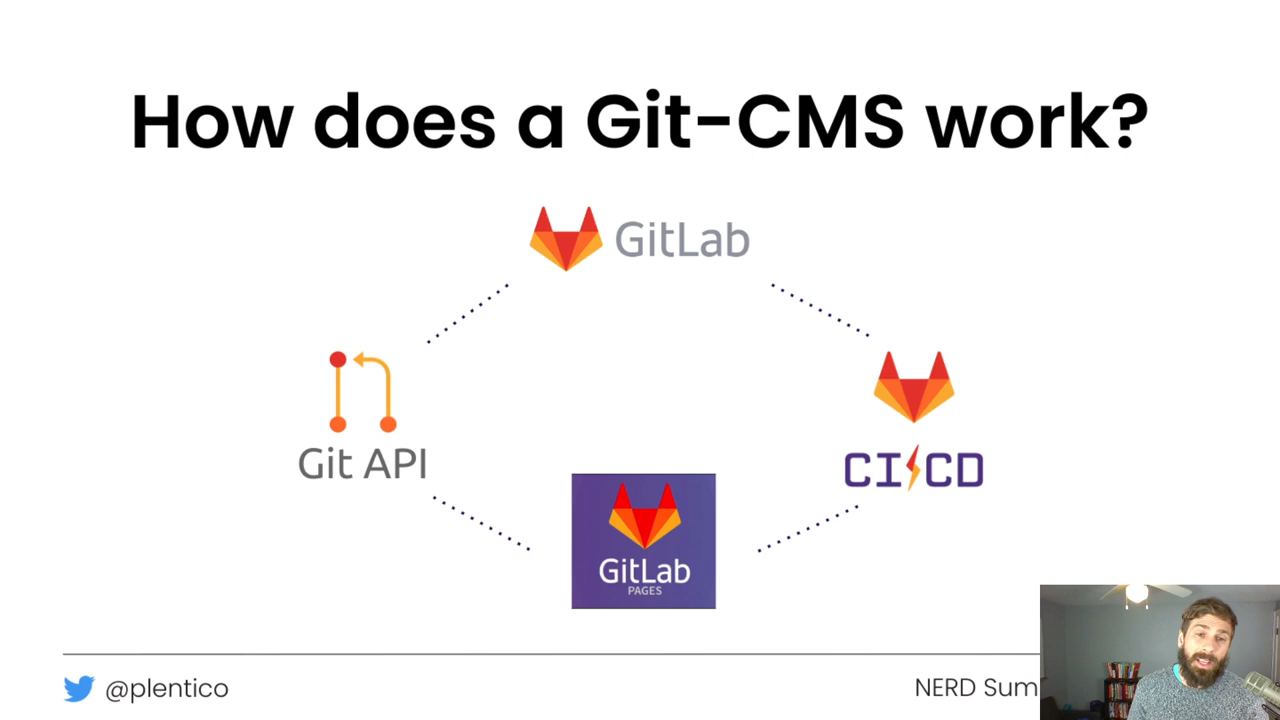 How does a Git-CMS work?
GitLab
Git API
CI CD
GitLab
PAGES
@plentico
NERD Sum